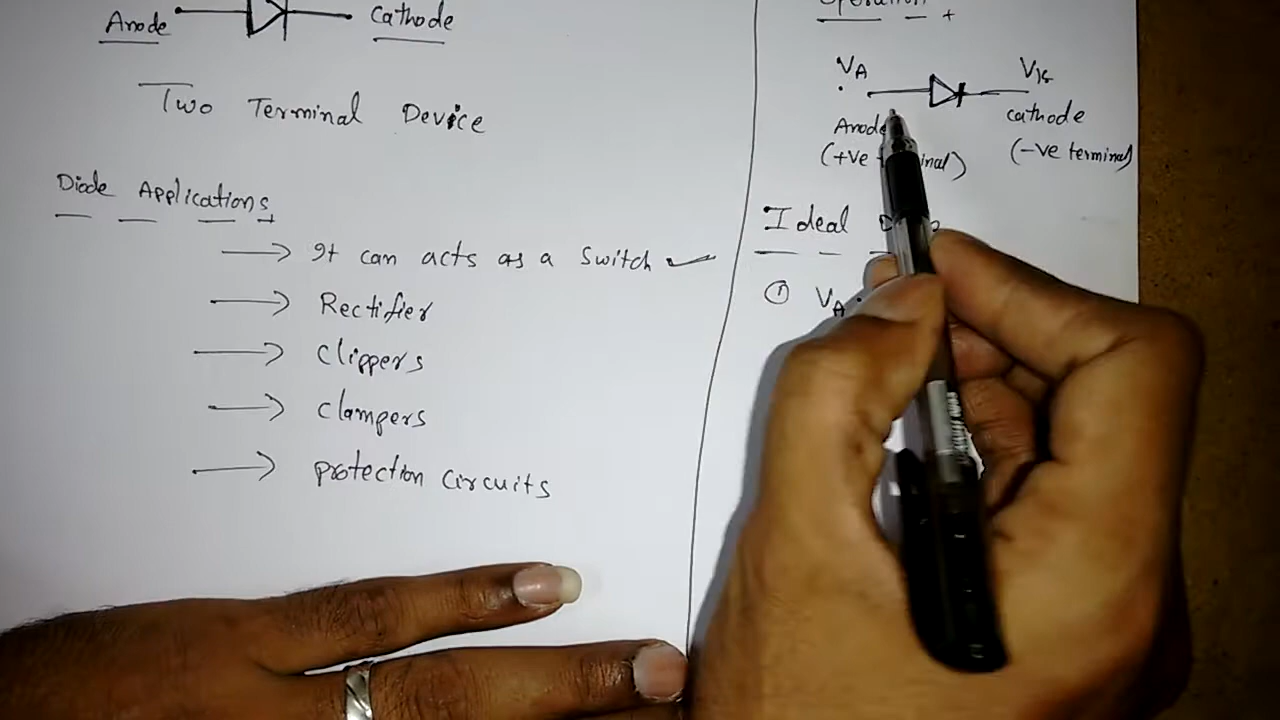 Anode
Cathode
Two Terminal Device
Diode Applications
It can acts as a Switch
Rectifier
Clippers
Clampers
protection Circuits
Operation
VA
VK
Anode
cathode
(+ve
(-ve terminal)
Ideal
① VA